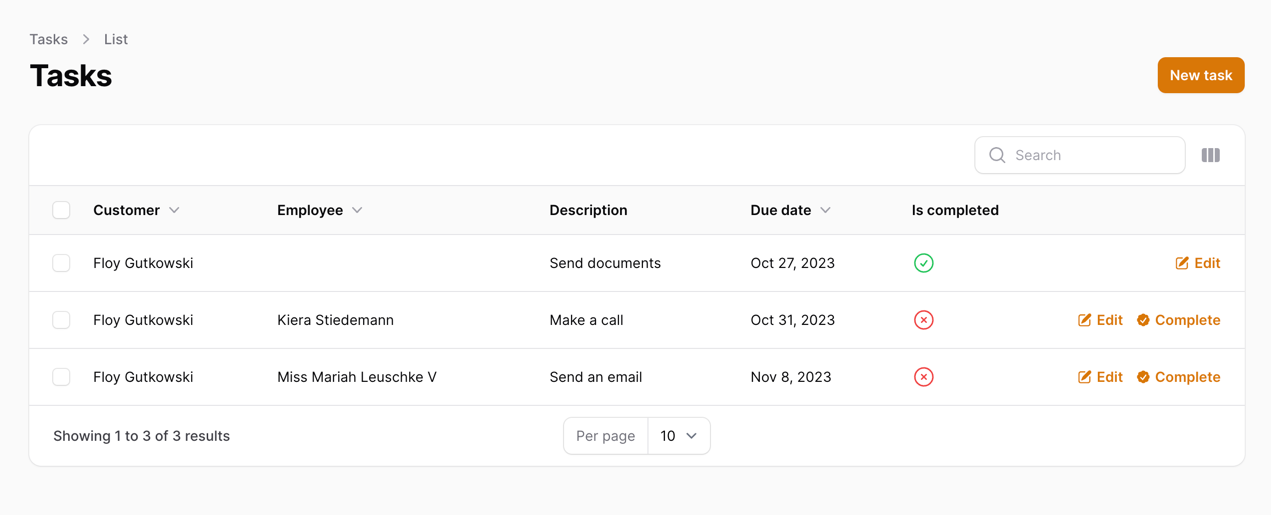 Tasks > List
Tasks
New task
Search
Customer Employee Description Due date Is completed
Floy Gutkowski Send documents Oct 27, 2023 Edit
Floy Gutkowski Kiera Stiedemann Make a call Oct 31, 2023 Edit Complete
Floy Gutkowski Miss Mariah Leuschke V Send an email Nov 8, 2023 Edit Complete
Showing 1 to 3 of 3 results Per page 10